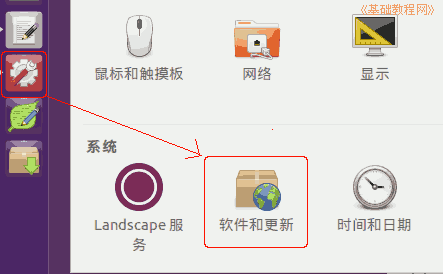 《基础教程网》
鼠标和触摸板
网络
显示
系统
Landscape 服
务
软件和更新
时间和日期